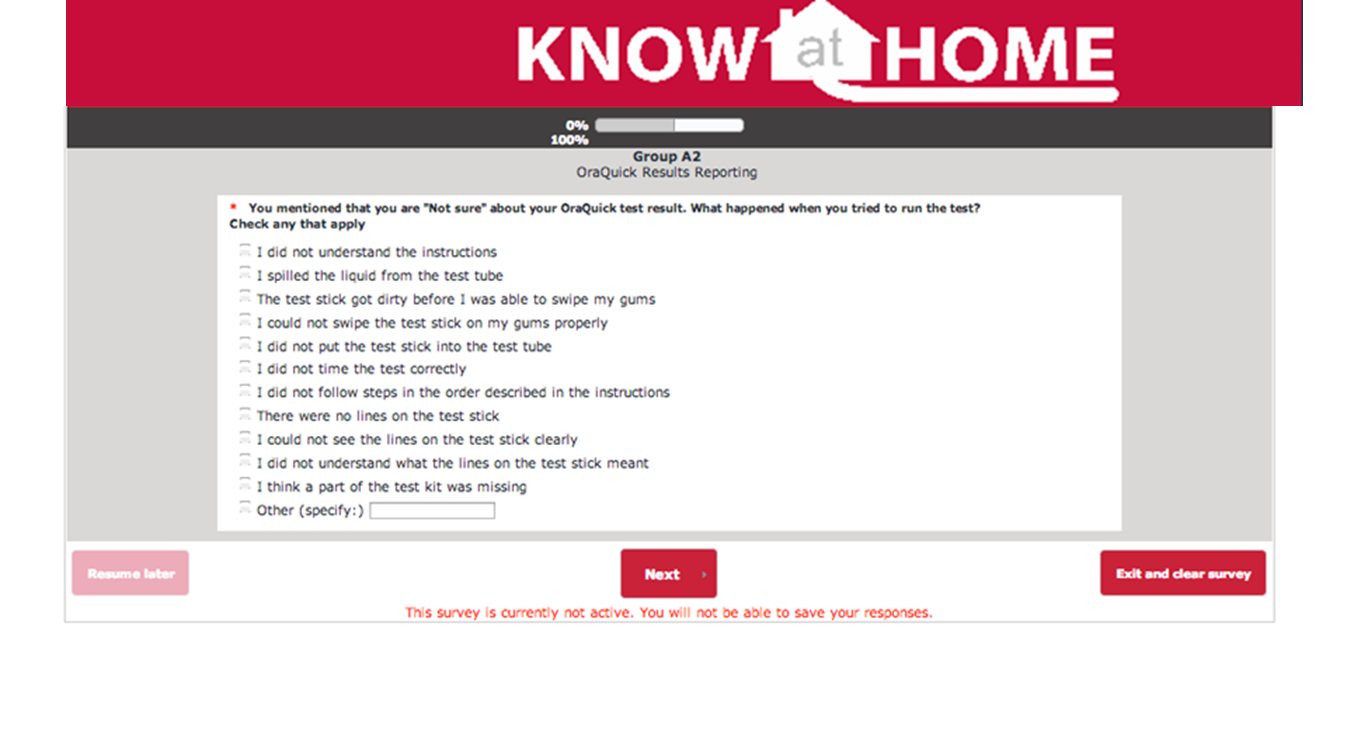 KNOW at HOME
0%
100%
Group A2
OraQuick Results Reporting
* You mentioned that you are "Not sure" about your OraQuick test result. What happened when you tried to run the test?
Check any that apply
I did not understand the instructions
I spilled the liquid from the test tube
The test stick got dirty before I was able to swipe my gums
I could not swipe the test stick on my gums properly
I did not put the test stick into the test tube
I did not time the test correctly
I did not follow steps in the order described in the instructions
There were no lines on the test stick
I could not see the lines on the test stick clearly
I did not understand what the lines on the test stick meant
I think a part of the test kit was missing
Other (specify:)
Resume later
Next
Exit and clear survey
This survey is currently not active. You will not be able to save your responses.